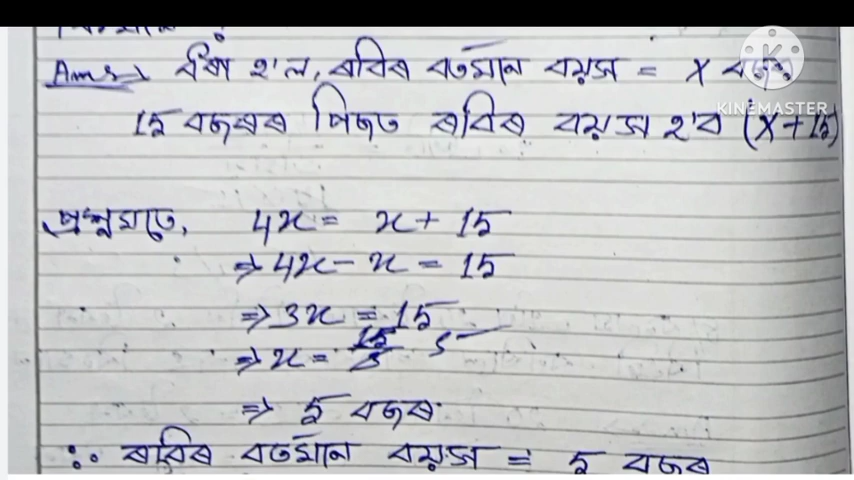 Ans→ ধৰা হ'ল, ৰবিৰ বৰ্তমান বয়স = x বছৰ
KINEMASTER
15 বছৰৰ পিছত ৰবিৰ বয়স হ'ব (x + 15)
প্ৰশ্নমতে, 4x = x + 15
⇒ 4x - x = 15
⇒ 3x = 15
⇒ x = 15/3 5
⇒ 5 বছৰ
∴ ৰবিৰ বৰ্তমান বয়স = 5 বছৰ